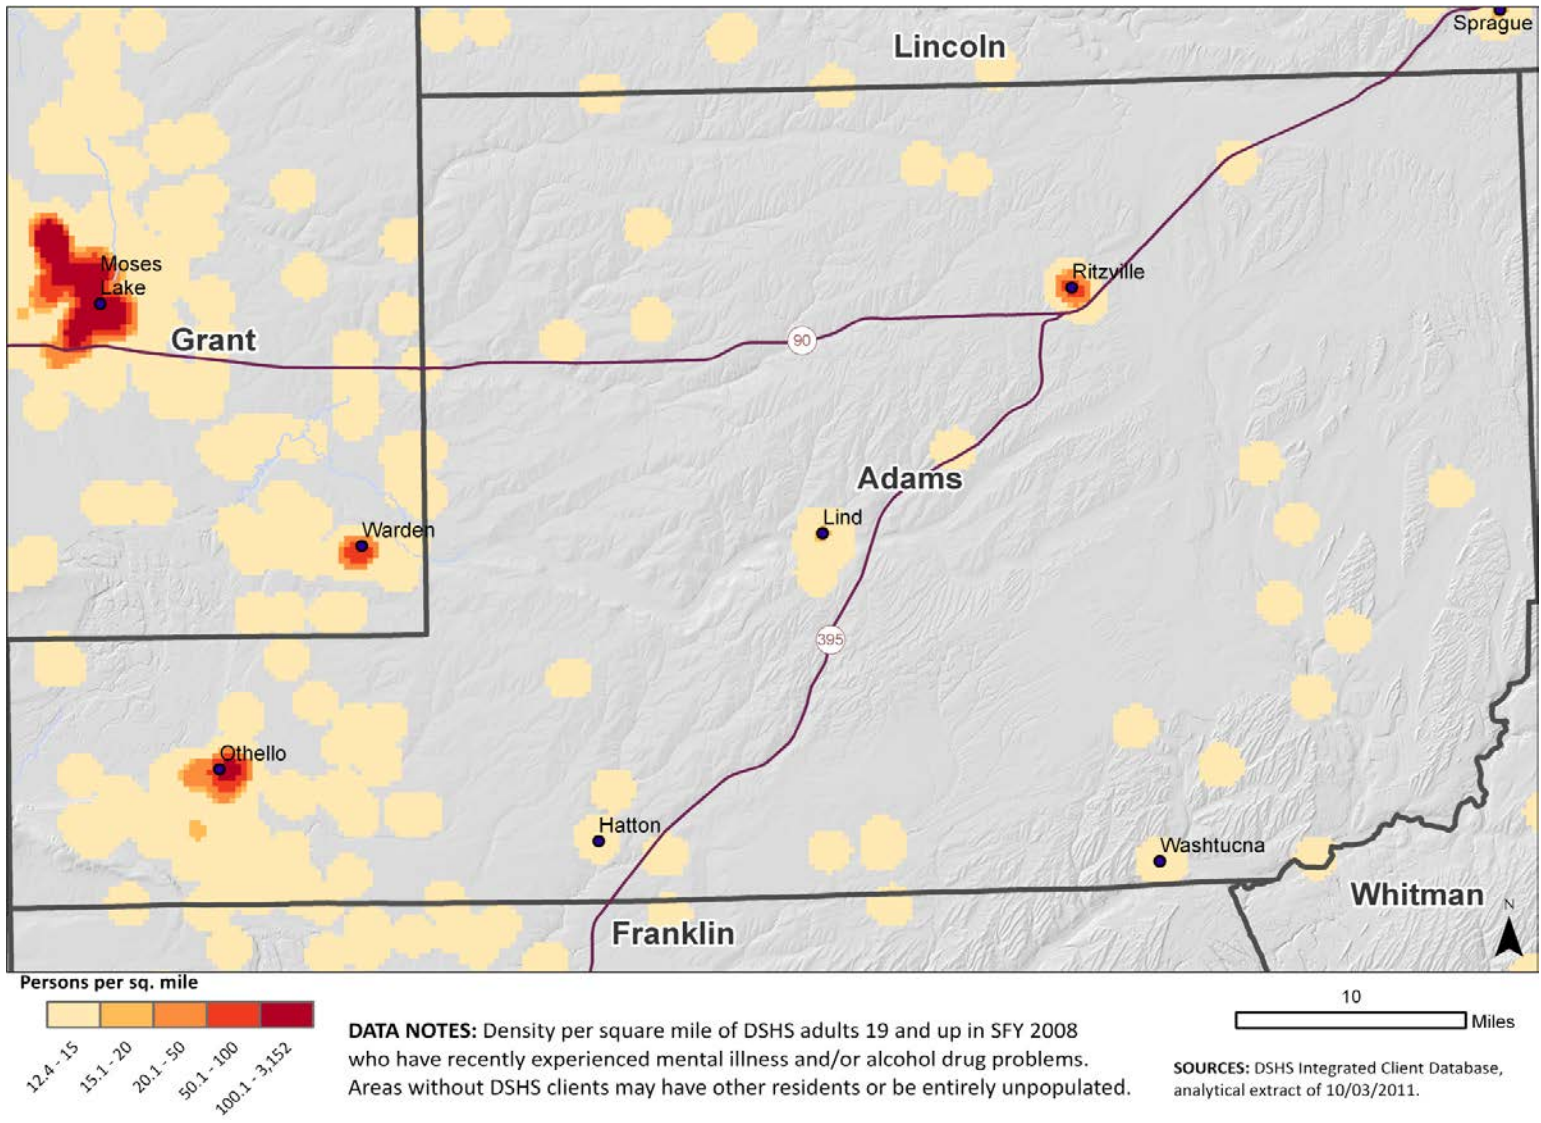 Lincoln
Sprague
Moses
Lake
Ritzville
Grant
90
Adams
Lind
Warden
395
Othello
Hatton
Washtucna
Whitman
N
Franklin
Persons per sq. mile
12.4 - 15
15.1 - 20
20.1 - 50
50.1 - 100
100.1 - 3,152
DATA NOTES: Density per square mile of DSHS adults 19 and up in SFY 2008
who have recently experienced mental illness and/or alcohol drug problems.
Areas without DSHS clients may have other residents or be entirely unpopulated.
10
Miles
SOURCES: DSHS Integrated Client Database,
analytical extract of 10/03/2011.